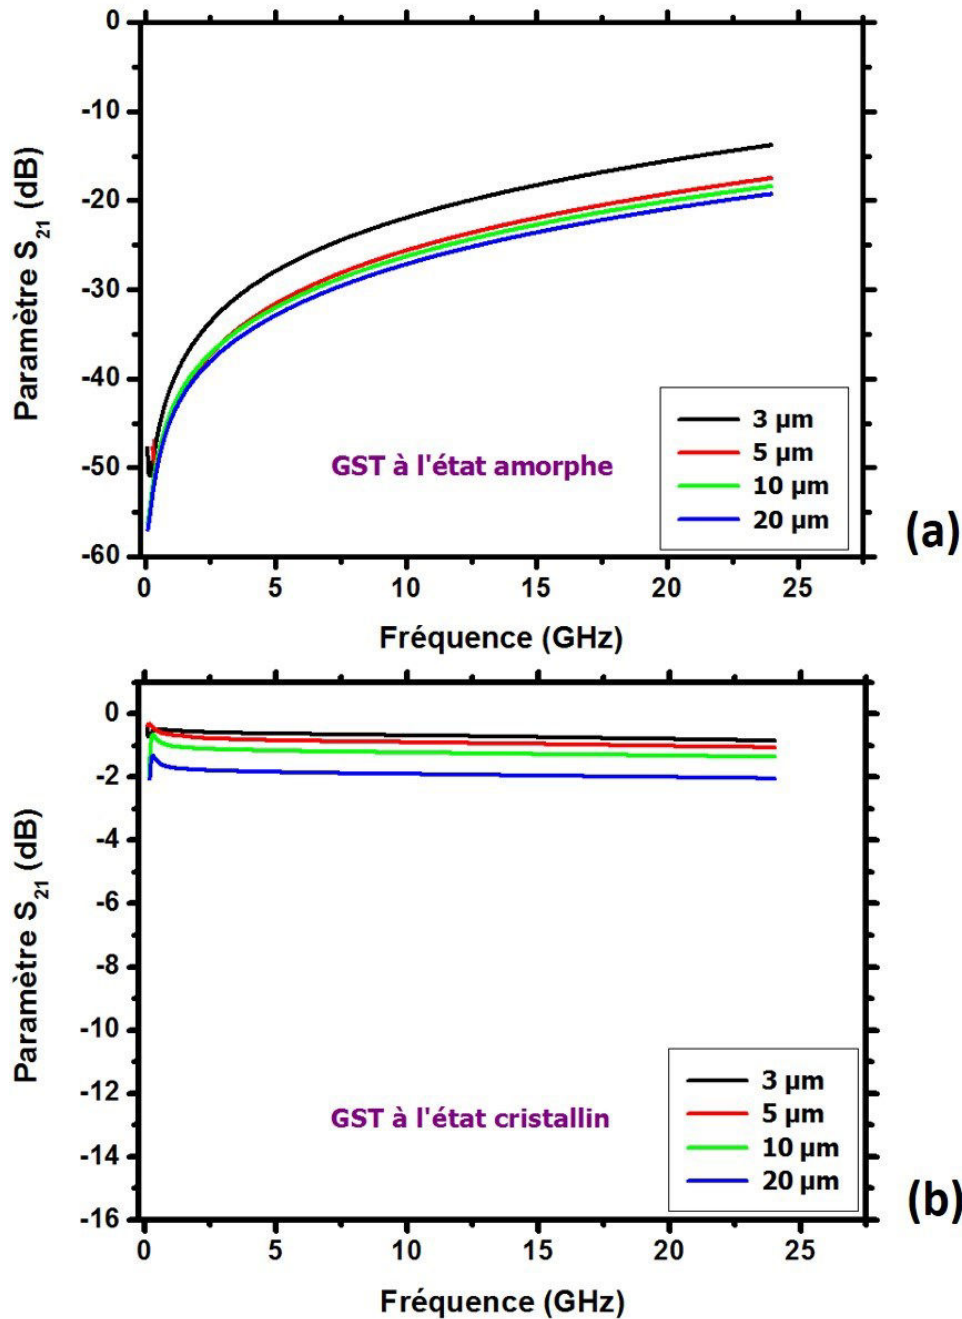 0
-10
-20
-30
-40
-50
-60
Paramètre S21 (dB)
GST à l'état amorphe
3 µm
5 µm
10 µm
20 µm
(a)
0 5 10 15 20 25
Fréquence (GHz)
0
-2
-4
-6
-8
-10
-12
-14
-16
Paramètre S21 (dB)
GST à l'état cristallin
3 µm
5 µm
10 µm
20 µm
(b)
0 5 10 15 20 25
Fréquence (GHz)